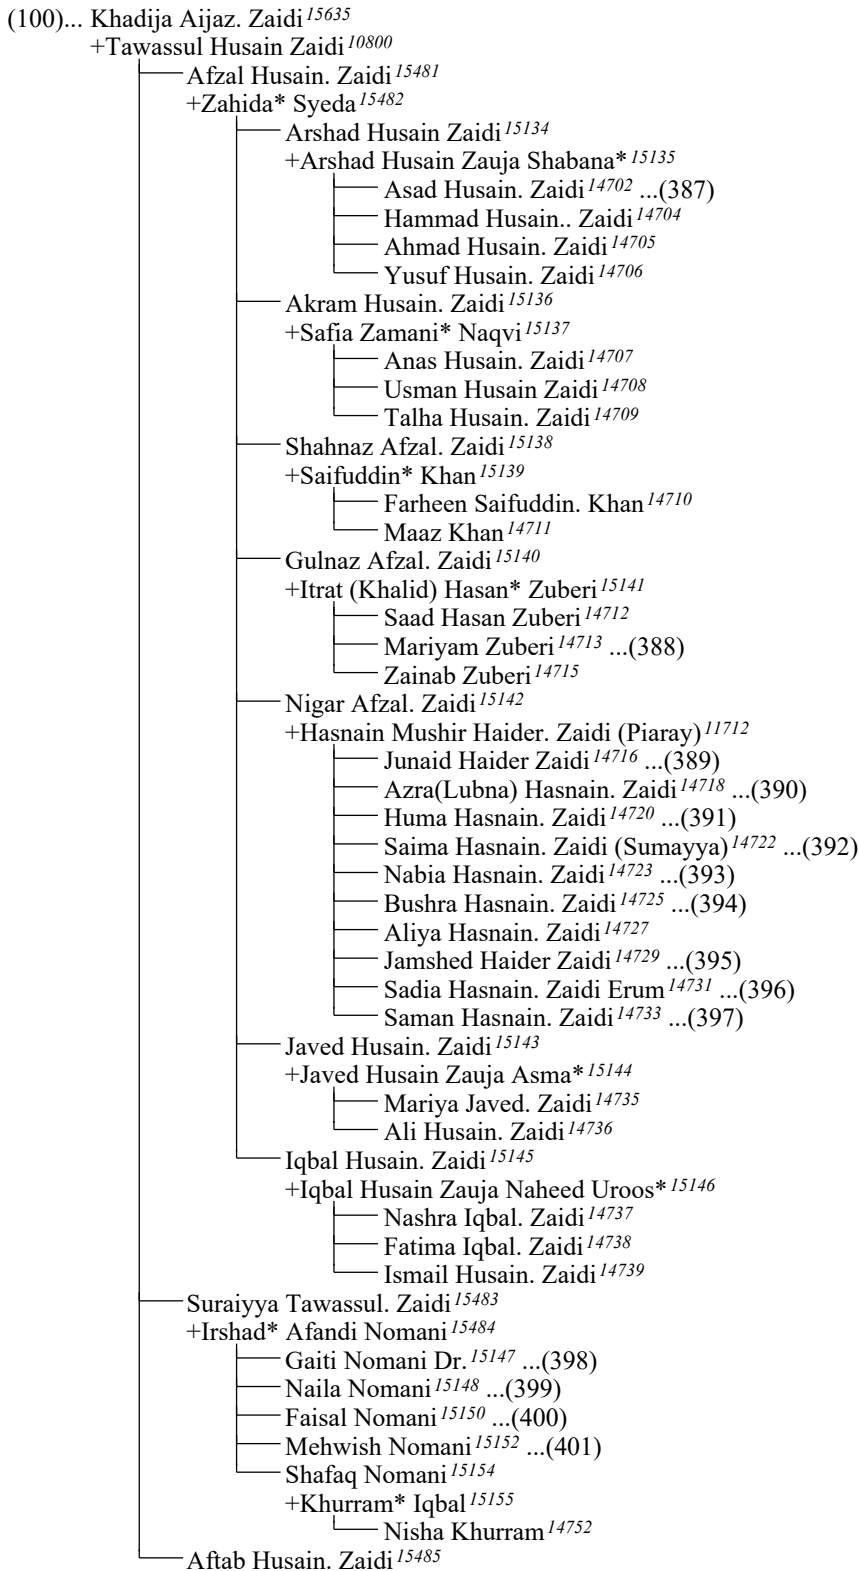 (100)... Khadija Aijaz. Zaidi 15635
+Tawassul Husain Zaidi 10800
Afzal Husain. Zaidi 15481
+Zahida* Syeda 15482
Arshad Husain Zaidi 15134
+Arshad Husain Zauja Shabana* 15135
Asad Husain. Zaidi 14702 ...(387)
Hammad Husain.. Zaidi 14704
Ahmad Husain. Zaidi 14705
Yusuf Husain. Zaidi 14706
Akram Husain. Zaidi 15136
+Safia Zamani* Naqvi 15137
Anas Husain. Zaidi 14707
Usman Husain Zaidi 14708
Talha Husain. Zaidi 14709
Shahnaz Afzal. Zaidi 15138
+Saifuddin* Khan 15139
Farheen Saifuddin. Khan 14710
Maaz Khan 14711
Gulnaz Afzal. Zaidi 15140
+Itrat (Khalid) Hasan* Zuberi 15141
Saad Hasan Zuberi 14712
Mariyam Zuberi 14713 ...(388)
Zainab Zuberi 14715
Nigar Afzal. Zaidi 15142
+Hasnain Mushir Haider. Zaidi (Piaray) 11712
Junaid Haider Zaidi 14716 ...(389)
Azra(Lubna) Hasnain. Zaidi 14718 ...(390)
Huma Hasnain. Zaidi 14720 ...(391)
Saima Hasnain. Zaidi (Sumayya) 14722 ...(392)
Nabia Hasnain. Zaidi 14723 ...(393)
Bushra Hasnain. Zaidi 14725 ...(394)
Aliya Hasnain. Zaidi 14727
Jamshed Haider Zaidi 14729 ...(395)
Sadia Hasnain. Zaidi Erum 14731 ...(396)
Saman Hasnain. Zaidi 14733 ...(397)
Javed Husain. Zaidi 15143
+Javed Husain Zauja Asma* 15144
Mariya Javed. Zaidi 14735
Ali Husain. Zaidi 14736
Iqbal Husain. Zaidi 15145
+Iqbal Husain Zauja Naheed Uroos* 15146
Nashra Iqbal. Zaidi 14737
Fatima Iqbal. Zaidi 14738
Ismail Husain. Zaidi 14739
Suraiyya Tawassul. Zaidi 15483
+Irshad* Afandi Nomani 15484
Gaiti Nomani Dr. 15147 ...(398)
Naila Nomani 15148 ...(399)
Faisal Nomani 15150 ...(400)
Mehwish Nomani 15152 ...(401)
Shafaq Nomani 15154
+Khurram* Iqbal 15155
Nisha Khurram 14752
Aftab Husain. Zaidi 15485